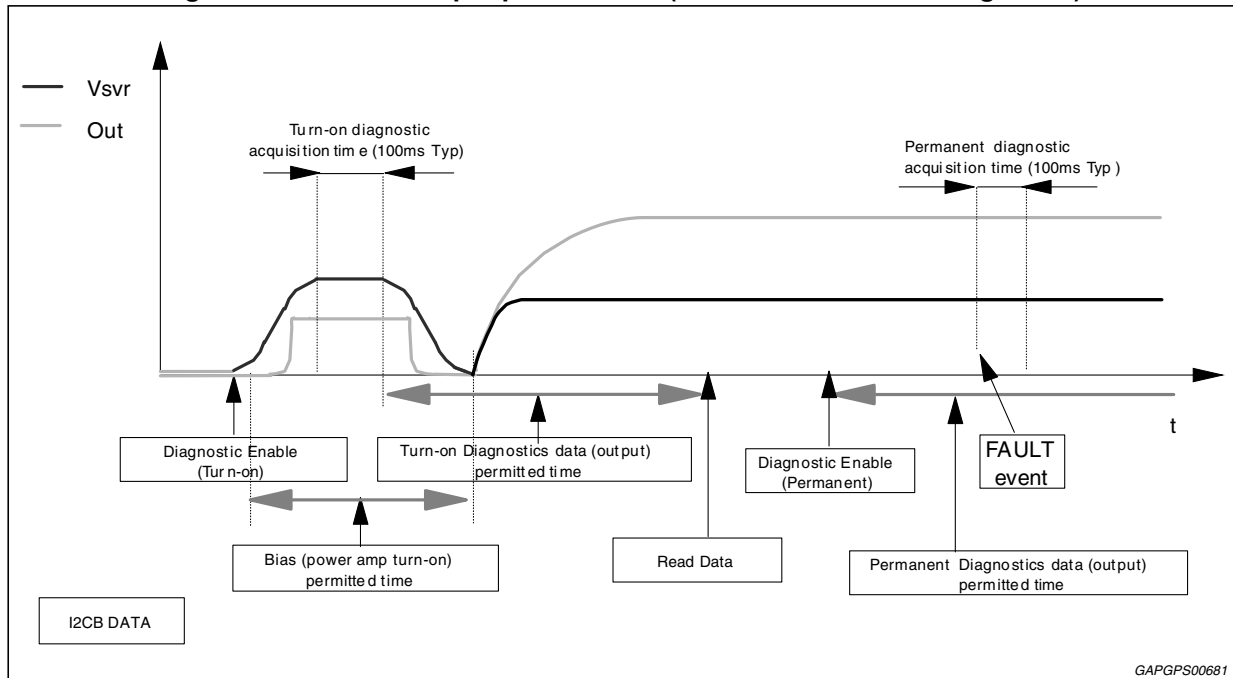 Vsvr
Out
Turn-on diagnostic
acquisition time (100ms Typ)
Permanent diagnostic
acquisition time (100ms Typ)
t
Diagnostic Enable
(Turn-on)
Turn-on Diagnostics data (output)
permitted time
Diagnostic Enable
(Permanent)
FAULT
event
Bias (power amp turn-on)
permitted time
Read Data
Permanent Diagnostics data (output)
permitted time
I2CB DATA
GAPGPS00681